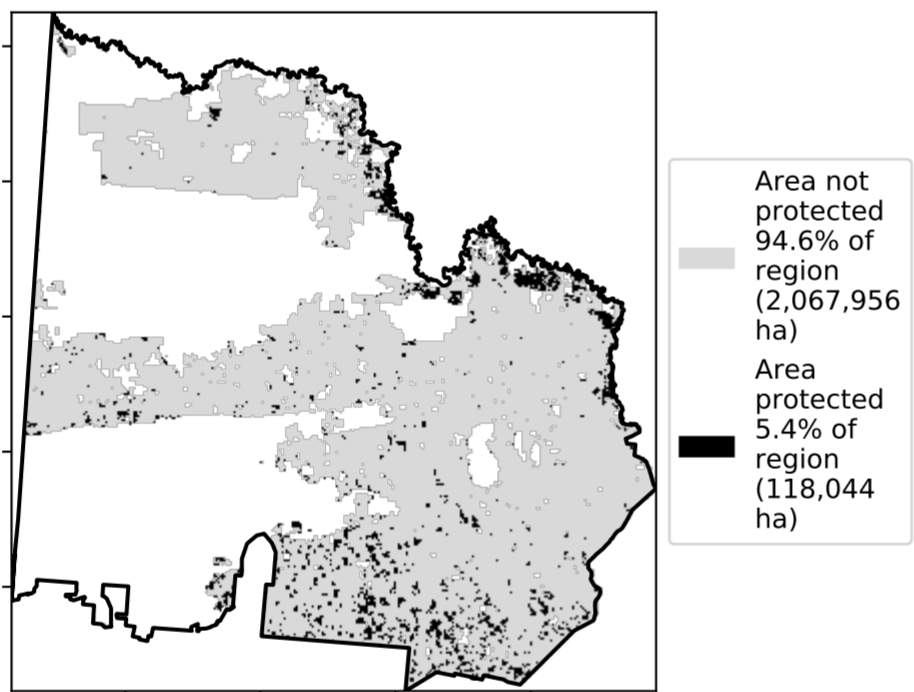 Area not
protected
94.6% of
region
(2,067,956
ha)
Area
protected
5.4% of
region
(118,044
ha)